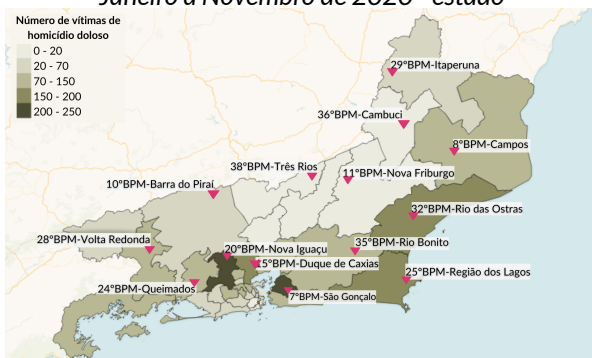 Janeiro a Novembro de 2020 - estado
Número de vítimas de
homicídio doloso
0 - 20
20 - 70
70 - 150
150 - 200
200 - 250
29°BPM-Itaperuna
36°BPM-Cambuci
8°BPM-Campos
38°BPM-Três Rios
11°BPM-Nova Friburgo
10°BPM-Barra do Piraí
32°BPM-Rio das Ostras
28°BPM-Volta Redonda
20°BPM-Nova Iguaçu
35°BPM-Rio Bonito
15°BPM-Duque de Caxias
25°BPM-Região dos Lagos
24°BPM-Queimados
7°BPM-São Gonçalo